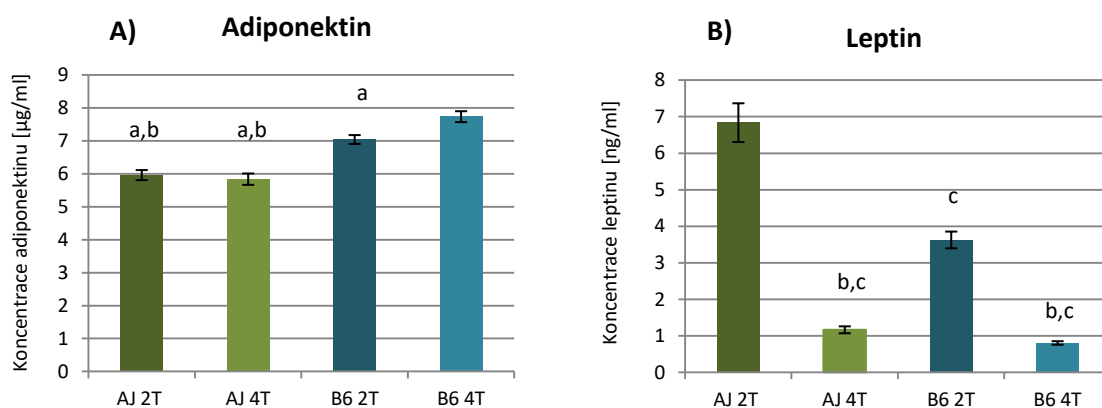 A)
Adiponektin
Koncentrace adiponektinu [µg/ml]
9
8
7
6
5
4
3
2
1
0
a,b
a,b
a
AJ 2T
AJ 4T
B6 2T
B6 4T
B)
Leptin
Koncentrace leptinu [ng/ml]
8
7
6
5
4
3
2
1
0
b,c
c
b,c
AJ 2T
AJ 4T
B6 2T
B6 4T